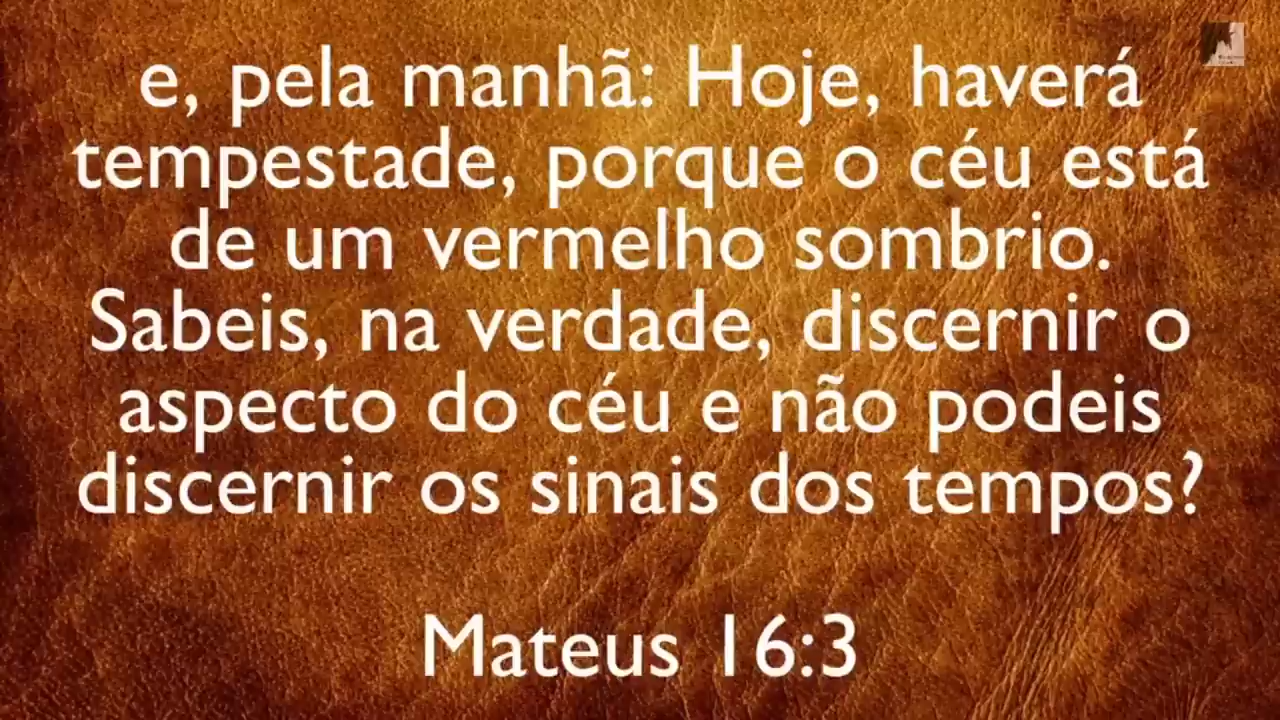 e, pela manhã: Hoje, haverá
tempestade, porque o céu está
de um vermelho sombrio.
Sabeis, na verdade, discernir o
aspecto do céu e não podeis
discernir os sinais dos tempos?
Mateus 16:3